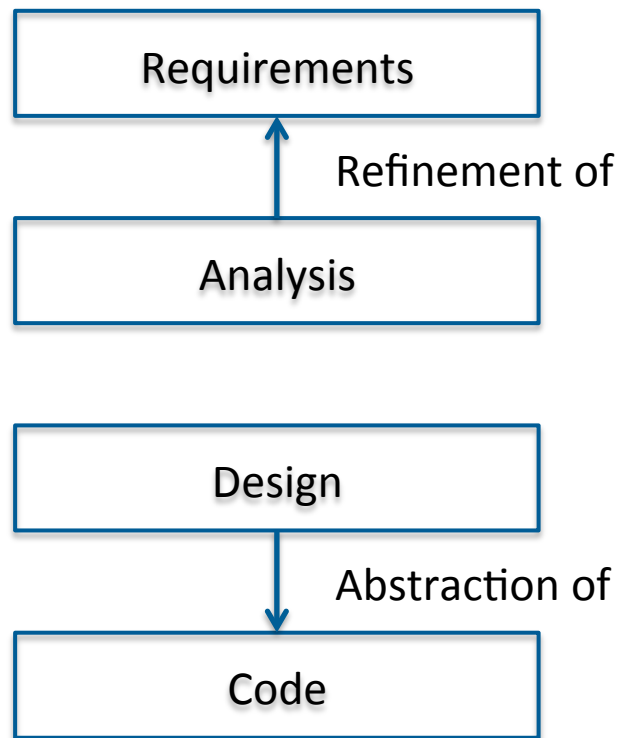 Requirements
Refinement of
Analysis
Design
Abstraction of
Code